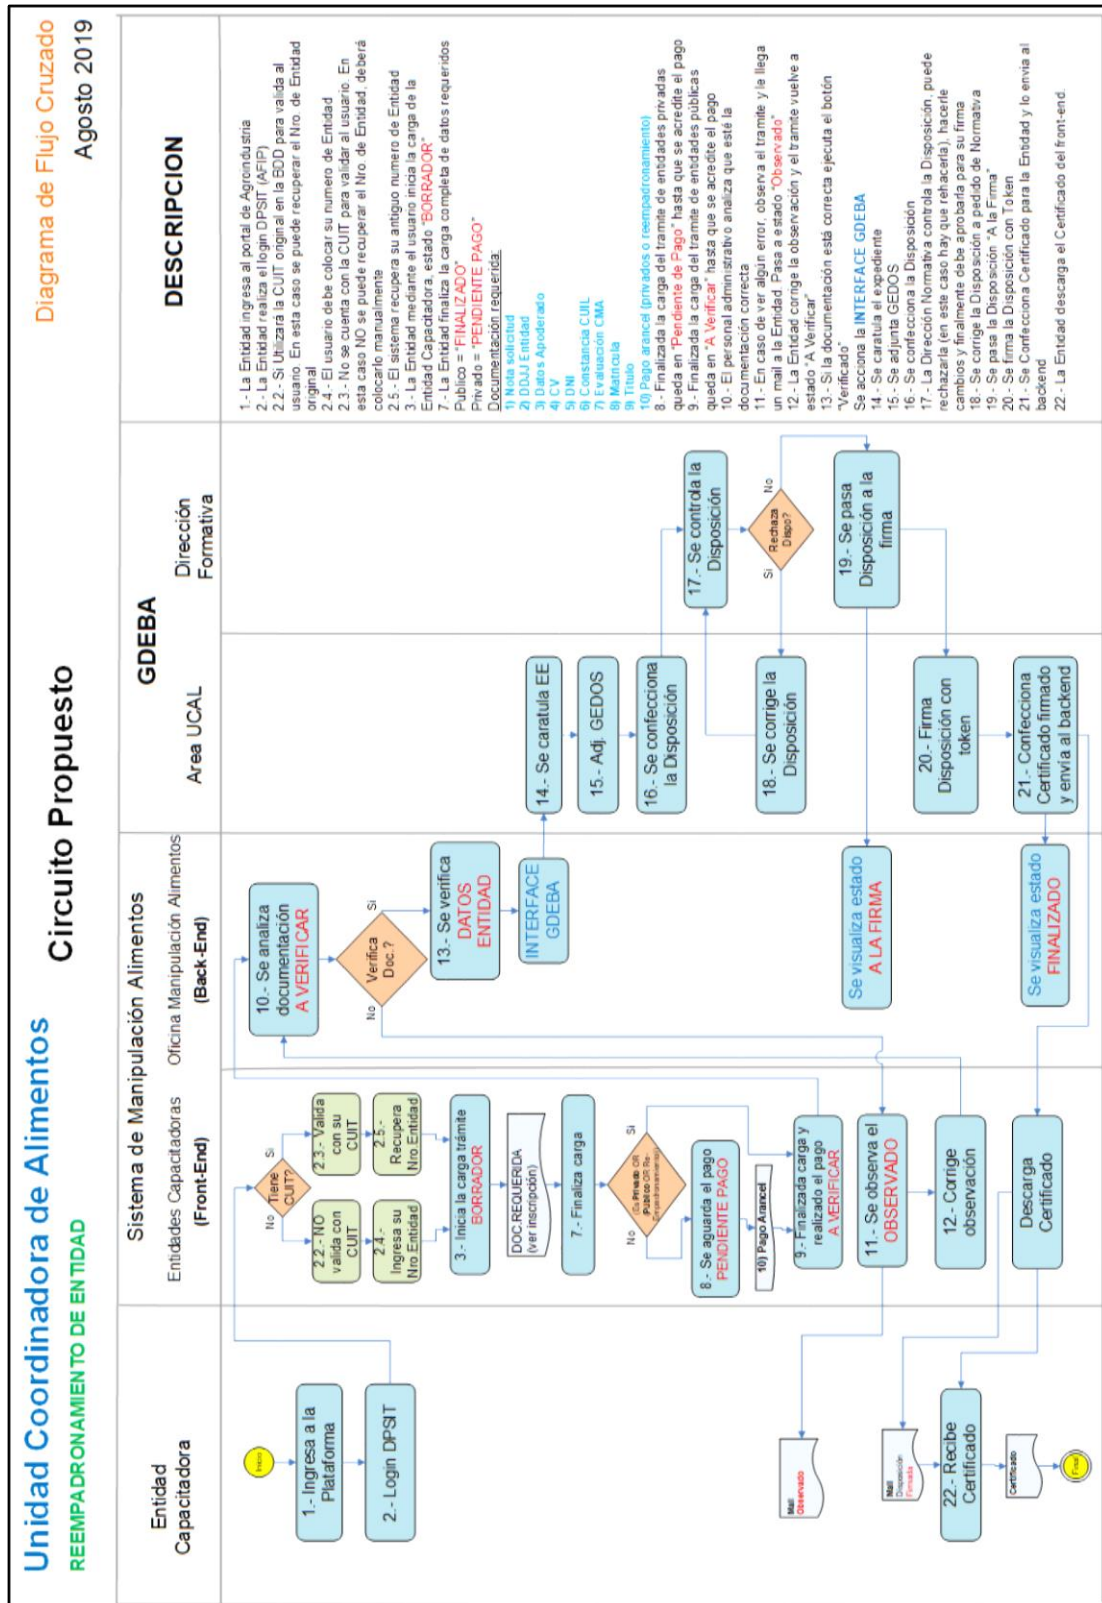 Unidad Coordinadora de Alimentos
REEMPADRONAMIENTO DE ENTIDAD
Circuito Propuesto
Diagrama de Flujo Cruzado
Agosto 2019
Entidad
Capacitadora
Sistema de Manipulación Alimentos
Entidades Capacitadoras
(Front-End)
Oficina Manipulación Alimentos
(Back-End)
GDEBA
Area UCAL
Dirección
Formativa
DESCRIPCION
Inicio
1.- Ingresa a la
Plataforma
2.- Login DPSIT
Mail
Observado
Mail
Disposición
Firmada
22.- Recibe
Certificado
Certificado
Final
No
Tiene
CUIT?
Si
2.2.- NO
valida con
CUIT
2.3.- Valida
con su
CUIT
2.4.-
Ingresa su
Nro Entidad
2.5.-
Recupera
Nro Entidad
3.- Inicia la carga trámite
BORRADOR
DOC.REQUERIDA
(ver inscripción)
7.- Finaliza carga
No
(Es Privado OR
Si
8.- Se aguarda el pago
PENDIENTE PAGO
10) Pago Arancel
9.- Finalizada carga y
realizado el pago
A VERIFICAR
11.- Se observa el
OBSERVADO
12.- Corrige
observación
Descarga
Certificado
10.- Se analiza
documentación
A VERIFICAR
No
Verifica
Doc.?
Si
13.- Se verifica
DATOS
ENTIDAD
INTERFACE
GDEBA
Se visualiza estado
A LA FIRMA
Se visualiza estado
FINALIZADO
14.- Se caratula EE
15.- Adj. GEDOS
16.- Se confecciona
la Disposición
18.- Se corrige la
Disposición
20.- Firma
Disposición con
token
21.- Confecciona
Certificado firmado
y envía al backend
17.- Se controla la
Disposición
Si
Rechaza
Dispo?
No
19.- Se pasa
Disposición a la
firma
1.- La Entidad ingresa al portal de Agroindustria
2.- La Entidad realiza el login DPSIT (AFIP)
2.2.- Si Utilizará la CUIT original en la BDD para valida al
usuario. En esta caso se puede recuperar el Nro. de Entidad
original
2.4.- El usuario debe colocar su numero de Entidad
2.3.- No se cuenta con la CUIT para validar al usuario. En
esta caso NO se puede recuperar el Nro. de Entidad, deberá
colocarlo manualmente
2.5.- El sistema recupera su antiguo numero de Entidad
3.- La Entidad mediante el usuario inicia la carga de la
Entidad Capacitadora, estado "BORRADOR"
7.- La Entidad finaliza la carga completa de datos requeridos
Publico = "FINALIZADO"
Privado = "PENDIENTE PAGO"
Documentación requerida:
1) Nota solicitud
2) DDJJ Entidad
3) Datos Apoderado
4) CV
5) DNI
6) Constancia CUIL
7) Evaluación CMA
8) Matricula
9) Titulo
10) Pago arancel (privados o reempadronamiento)
8.- Finalizada la carga del tramite de entidades privadas
queda en "Pendiente de Pago" hasta que se acredite el pago
9.- Finalizada la carga del tramite de entidades públicas
queda en "A Verificar" hasta que se acredite el pago
10.- El personal administrativo analiza que esté la
documentación correcta
11.- En caso de ver algún error, observa el tramite y le llega
un mail a la Entidad. Pasa a estado "Observado"
12.- La Entidad corrige la observación y el tramite vuelve a
estado "A Verificar"
13.- Si la documentación está correcta ejecuta el botón
"Verificado"
Se acciona la INTERFACE GDEBA
14.- Se caratula el expediente
15.- Se adjunta GEDOS
16.- Se confecciona la Disposición
17.- La Dirección Normativa controla la Disposición, puede
rechazarla (en este caso hay que rehacerla), hacerle
cambios y finalmente debe aprobarla para su firma
18.- Se corrige la Disposición a pedido de Normativa
19.- Se pasa la Disposición "A la Firma"
20.- Se firma la Disposición con Token
21.- Se Confecciona Certificado para la Entidad y lo envia al
backend
22.- La Entidad descarga el Certificado del front-end.